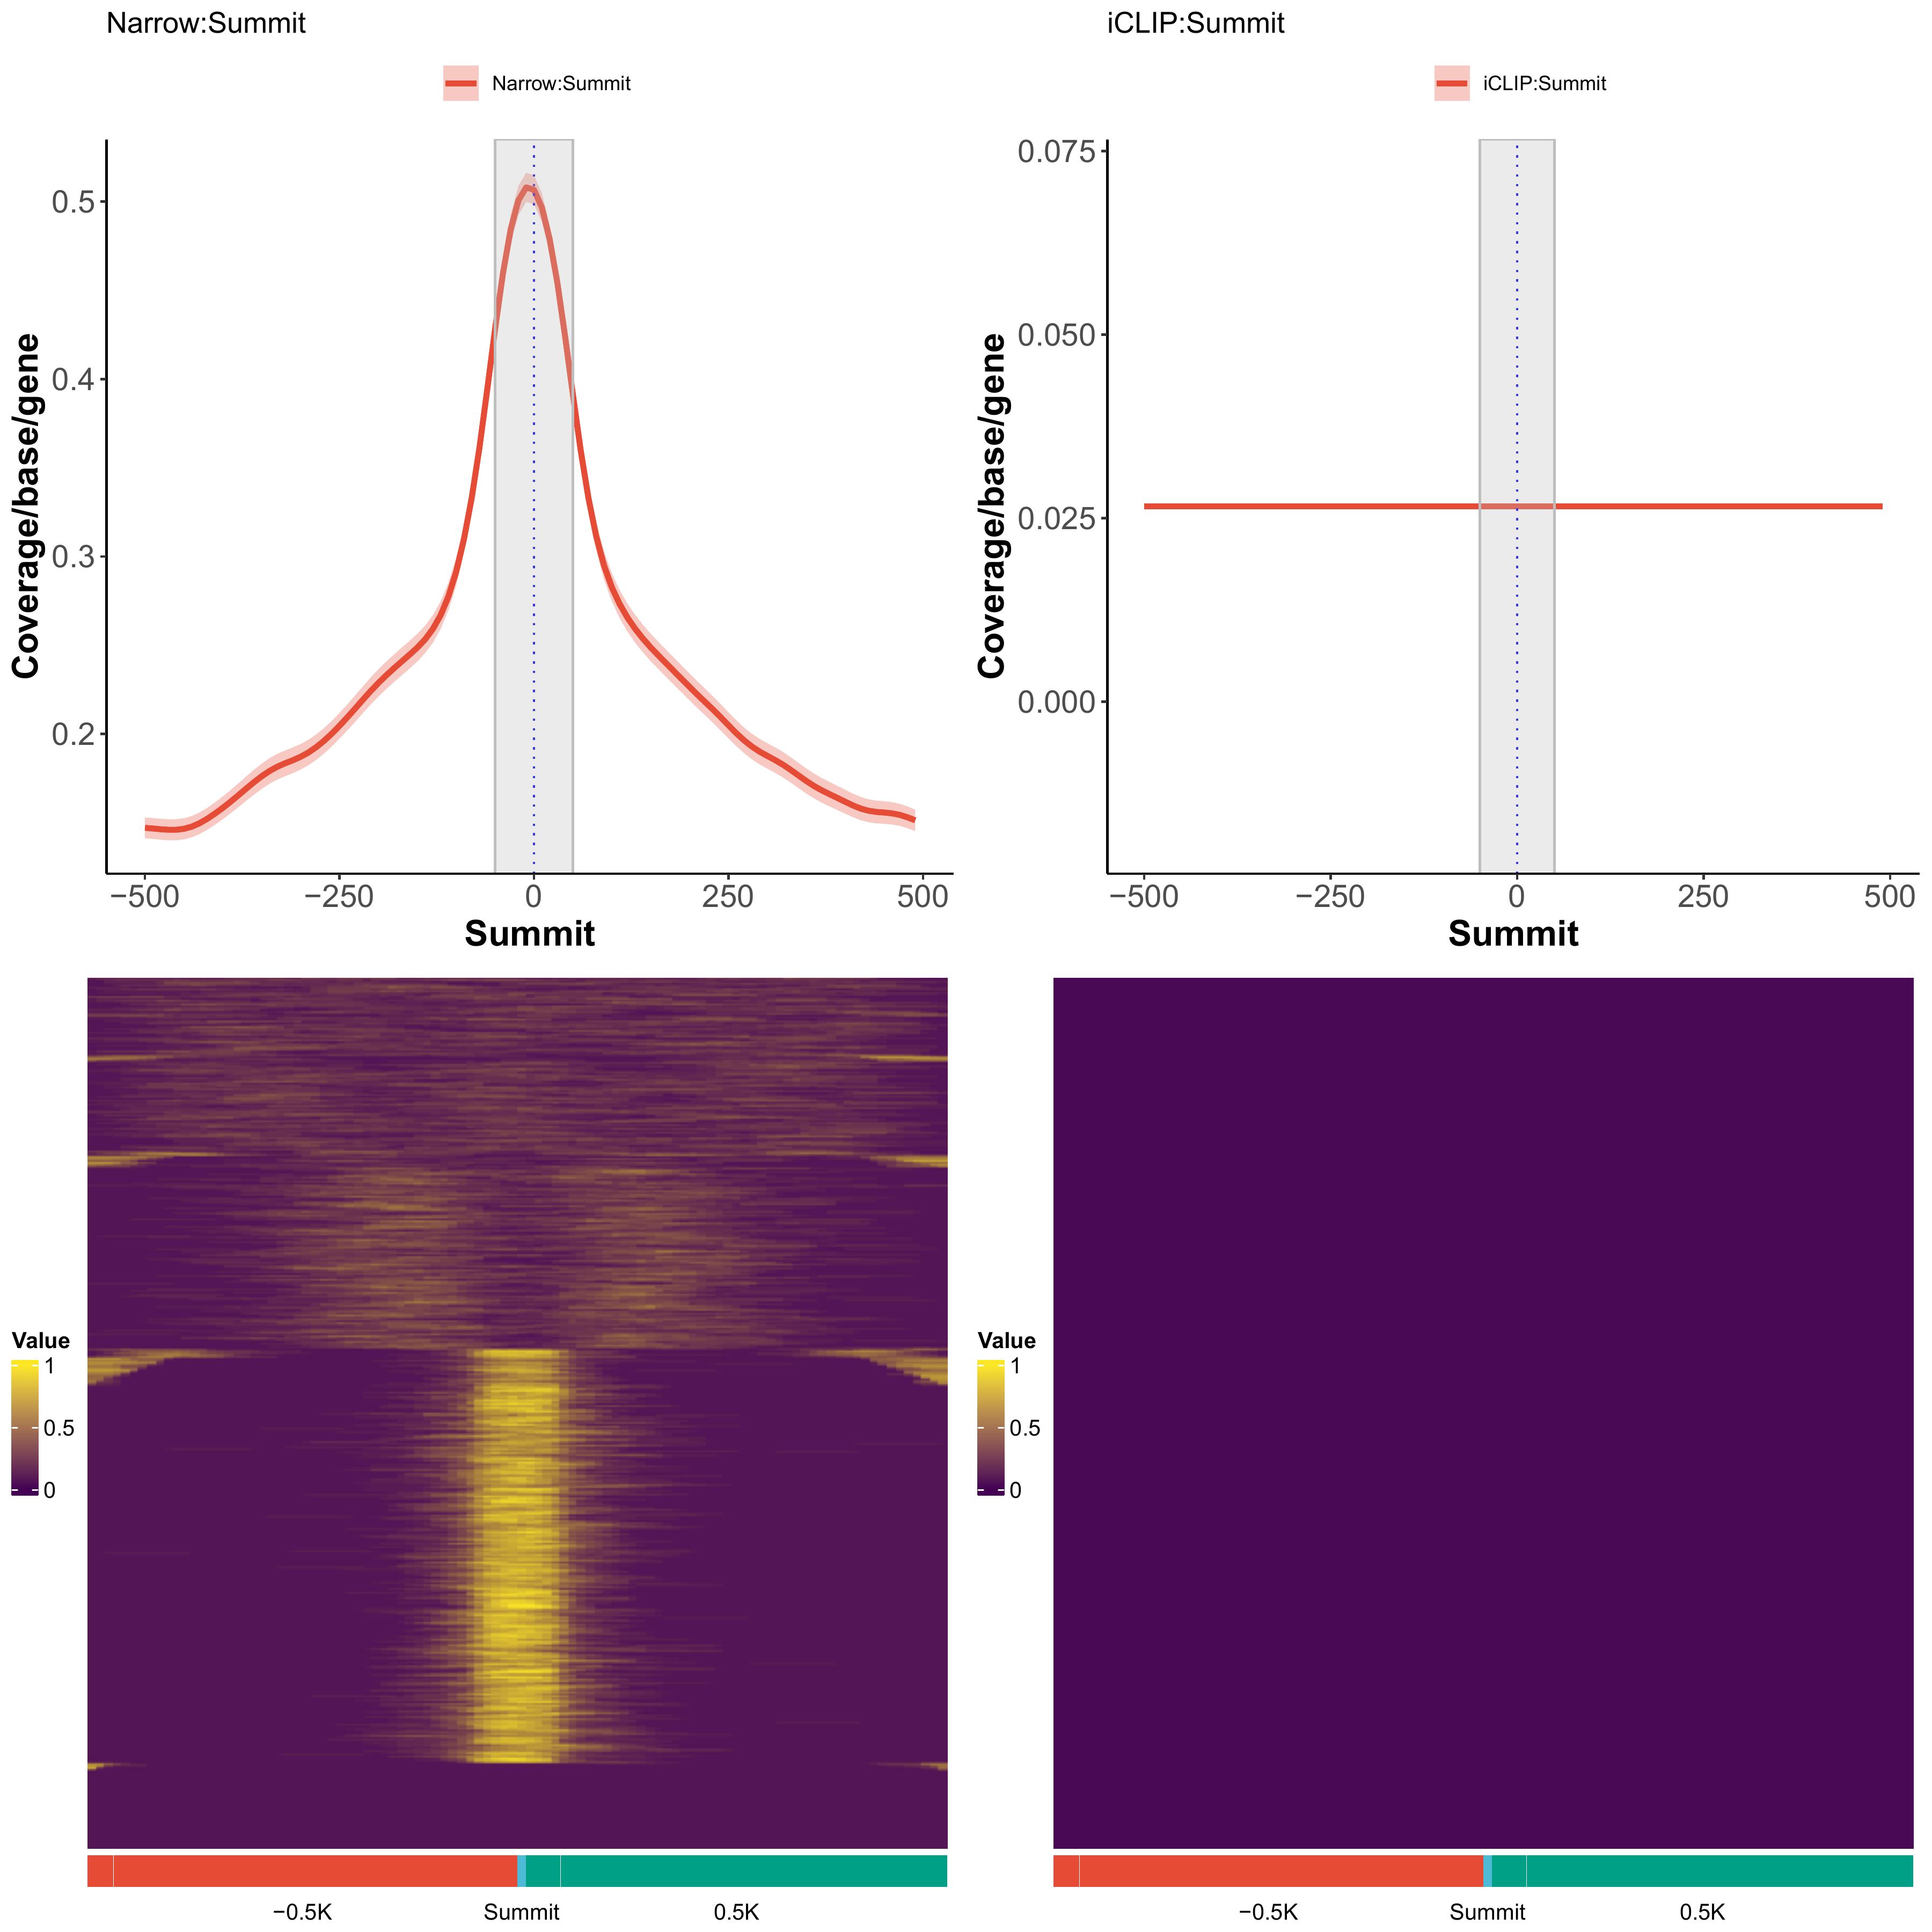 Narrow:Summit
Narrow:Summit
Coverage/base/gene
0.5
0.4
0.3
0.2
−500 −250 0 250 500
Summit
iCLIP:Summit
iCLIP:Summit
Coverage/base/gene
0.075
0.050
0.025
0.000
−500 −250 0 250 500
Summit
Value
1
0.5
0
−0.5K Summit 0.5K
Value
1
0.5
0
−0.5K Summit 0.5K